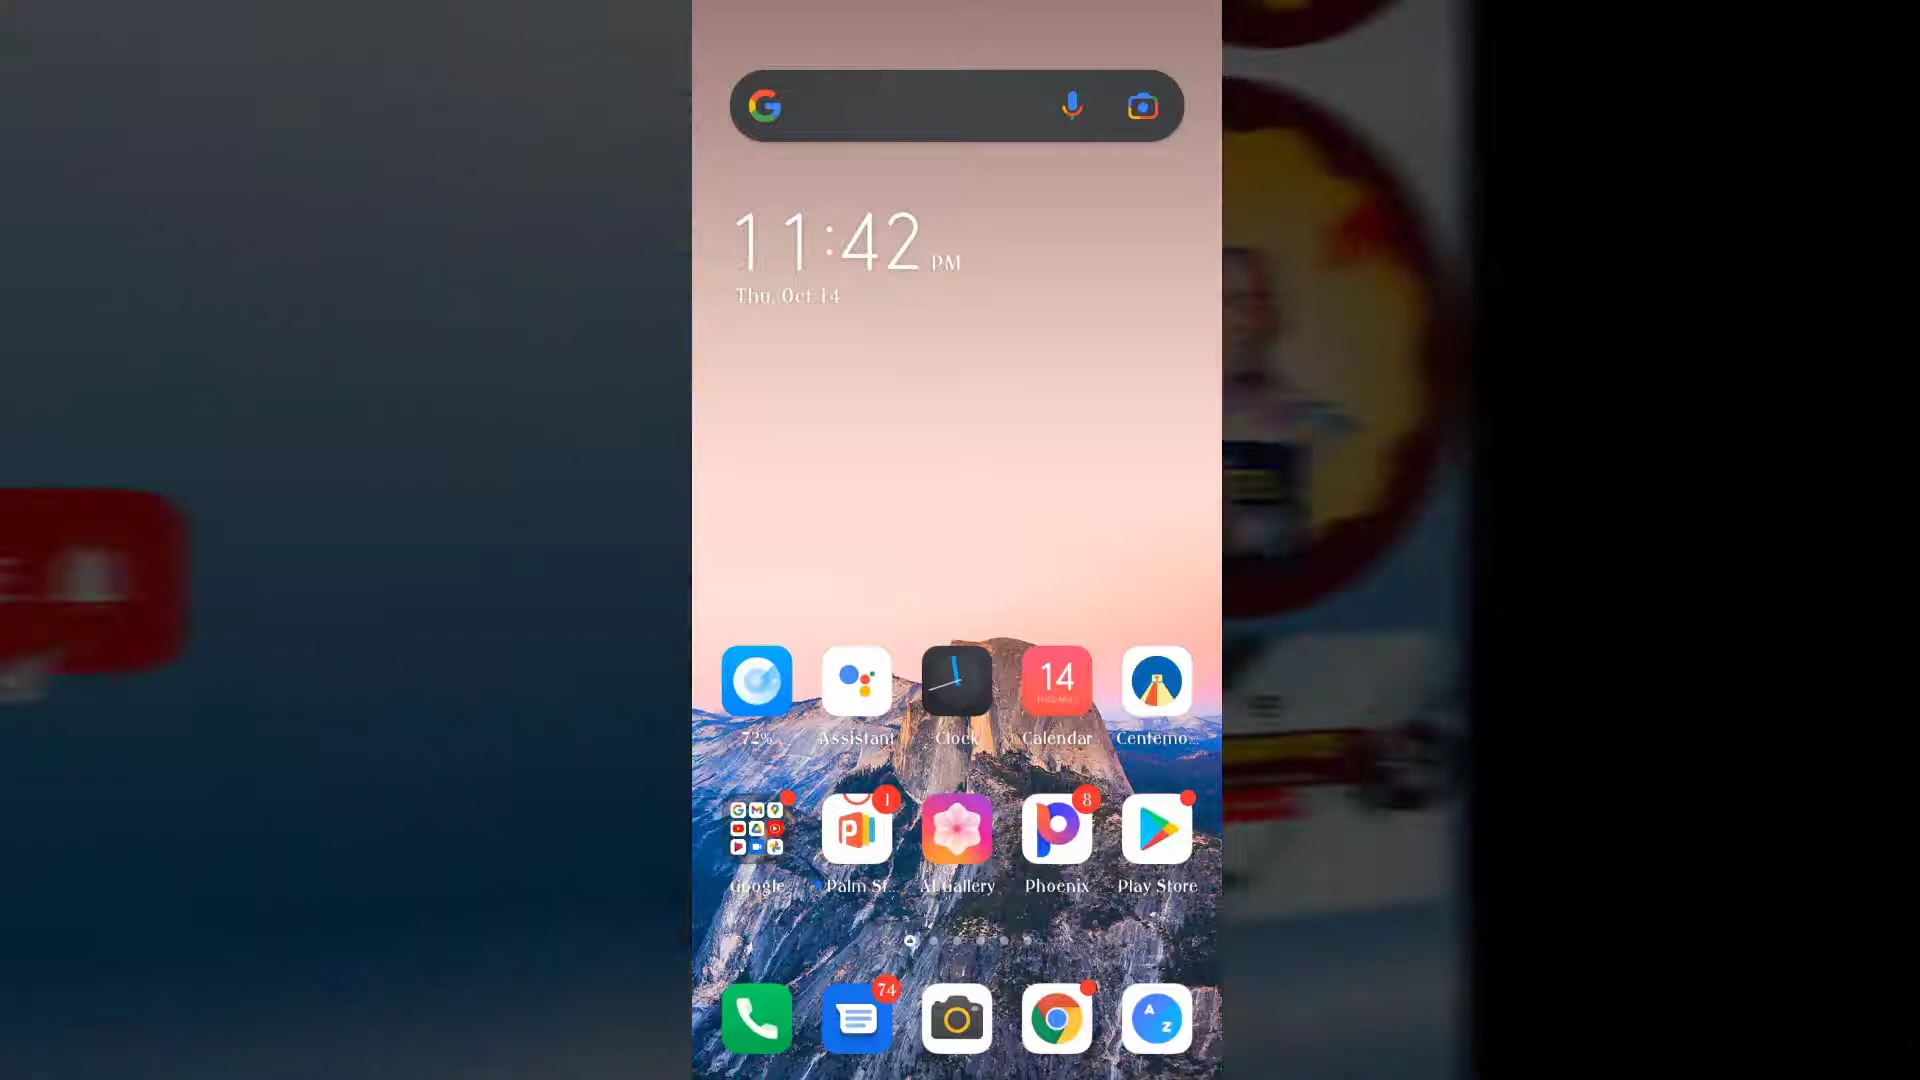 11:42 PM
Thu, Oct 14
14
72%
Assistant
Clock
Calendar
Centemo...
1
8
Google
Palm St...
AI Gallery
Phoenix
Play Store
74
A
Z